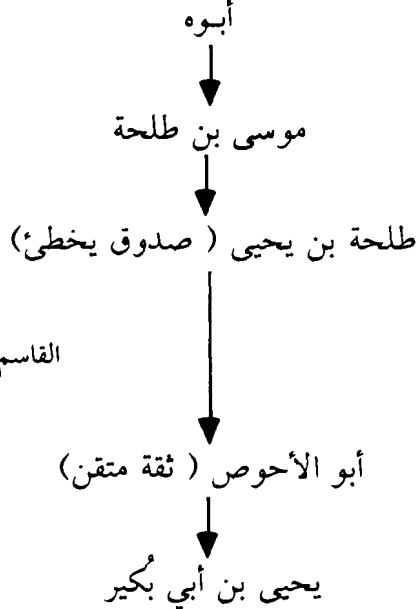 أبوه
موسى بن طلحة
طلحة بن يحيى ( صدوق يخطئ)
القاسم
أبو الأحوص ( ثقة متقن)
يحيى بن أبي بُكير